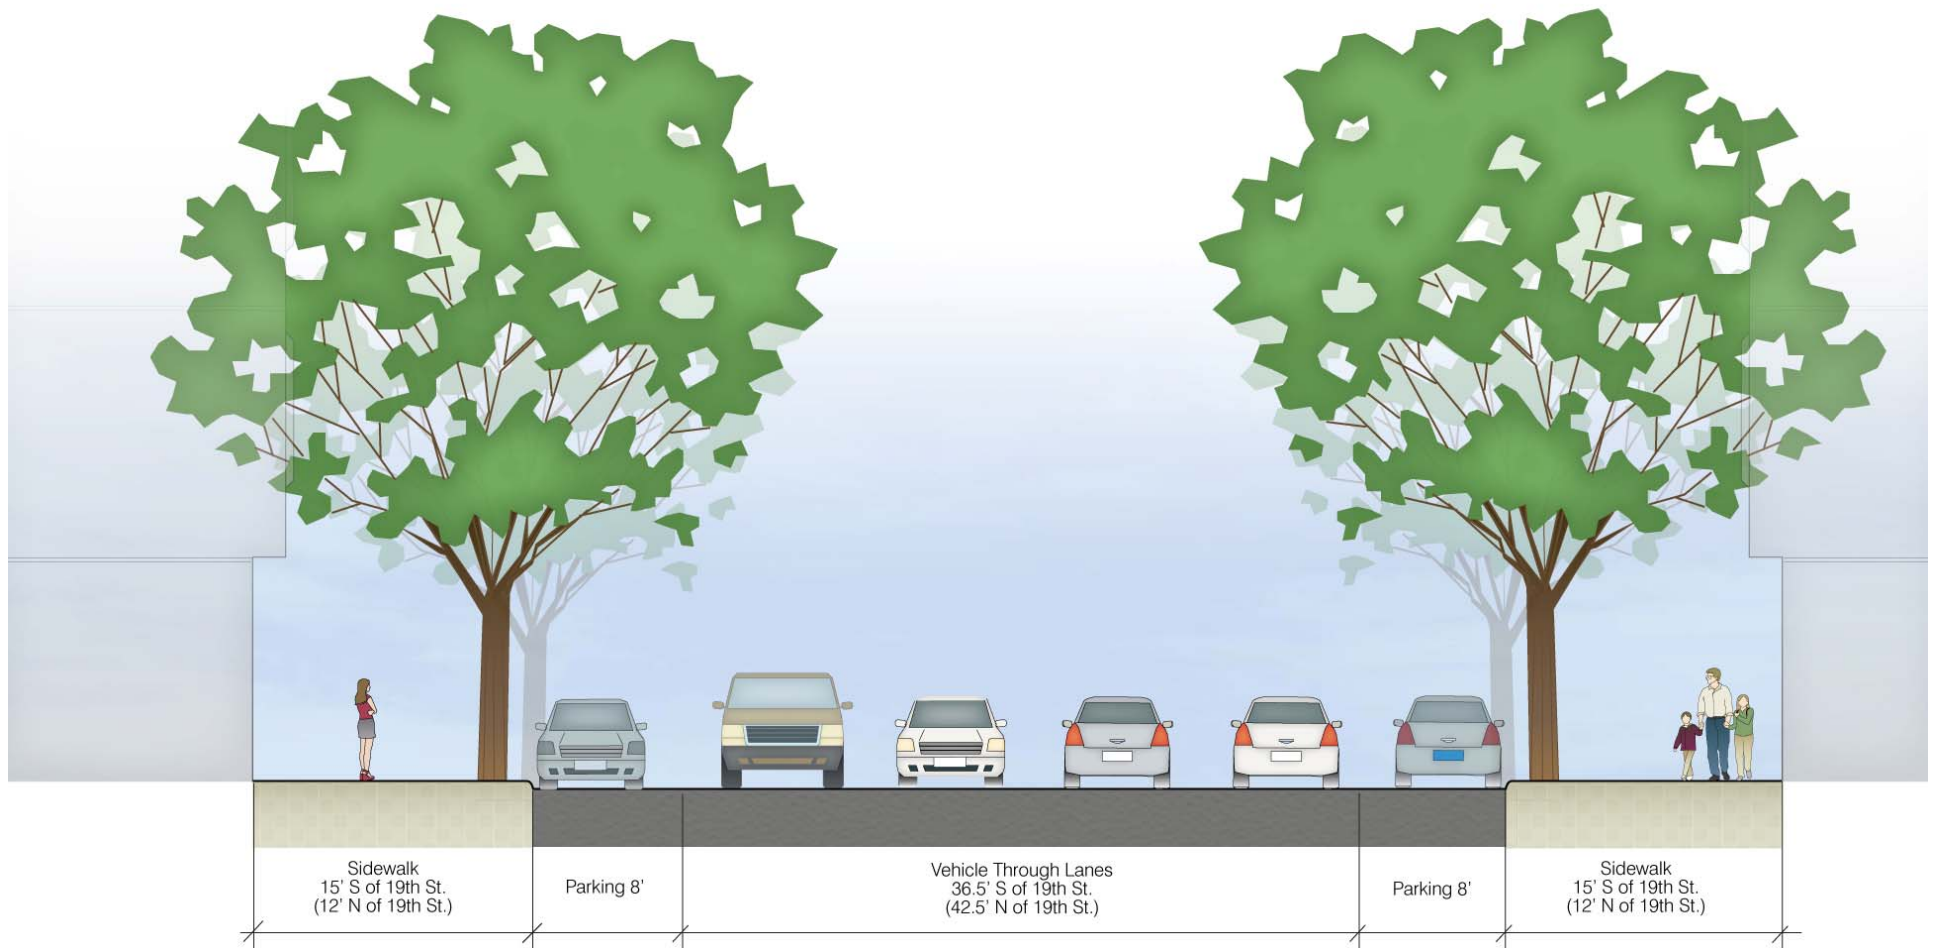 Sidewalk
15' S of 19th St.
(12' N of 19th St.)
Parking 8'
Vehicle Through Lanes
36.5' S of 19th St.
(42.5' N of 19th St.)
Parking 8'
Sidewalk
15' S of 19th St.
(12' N of 19th St.)